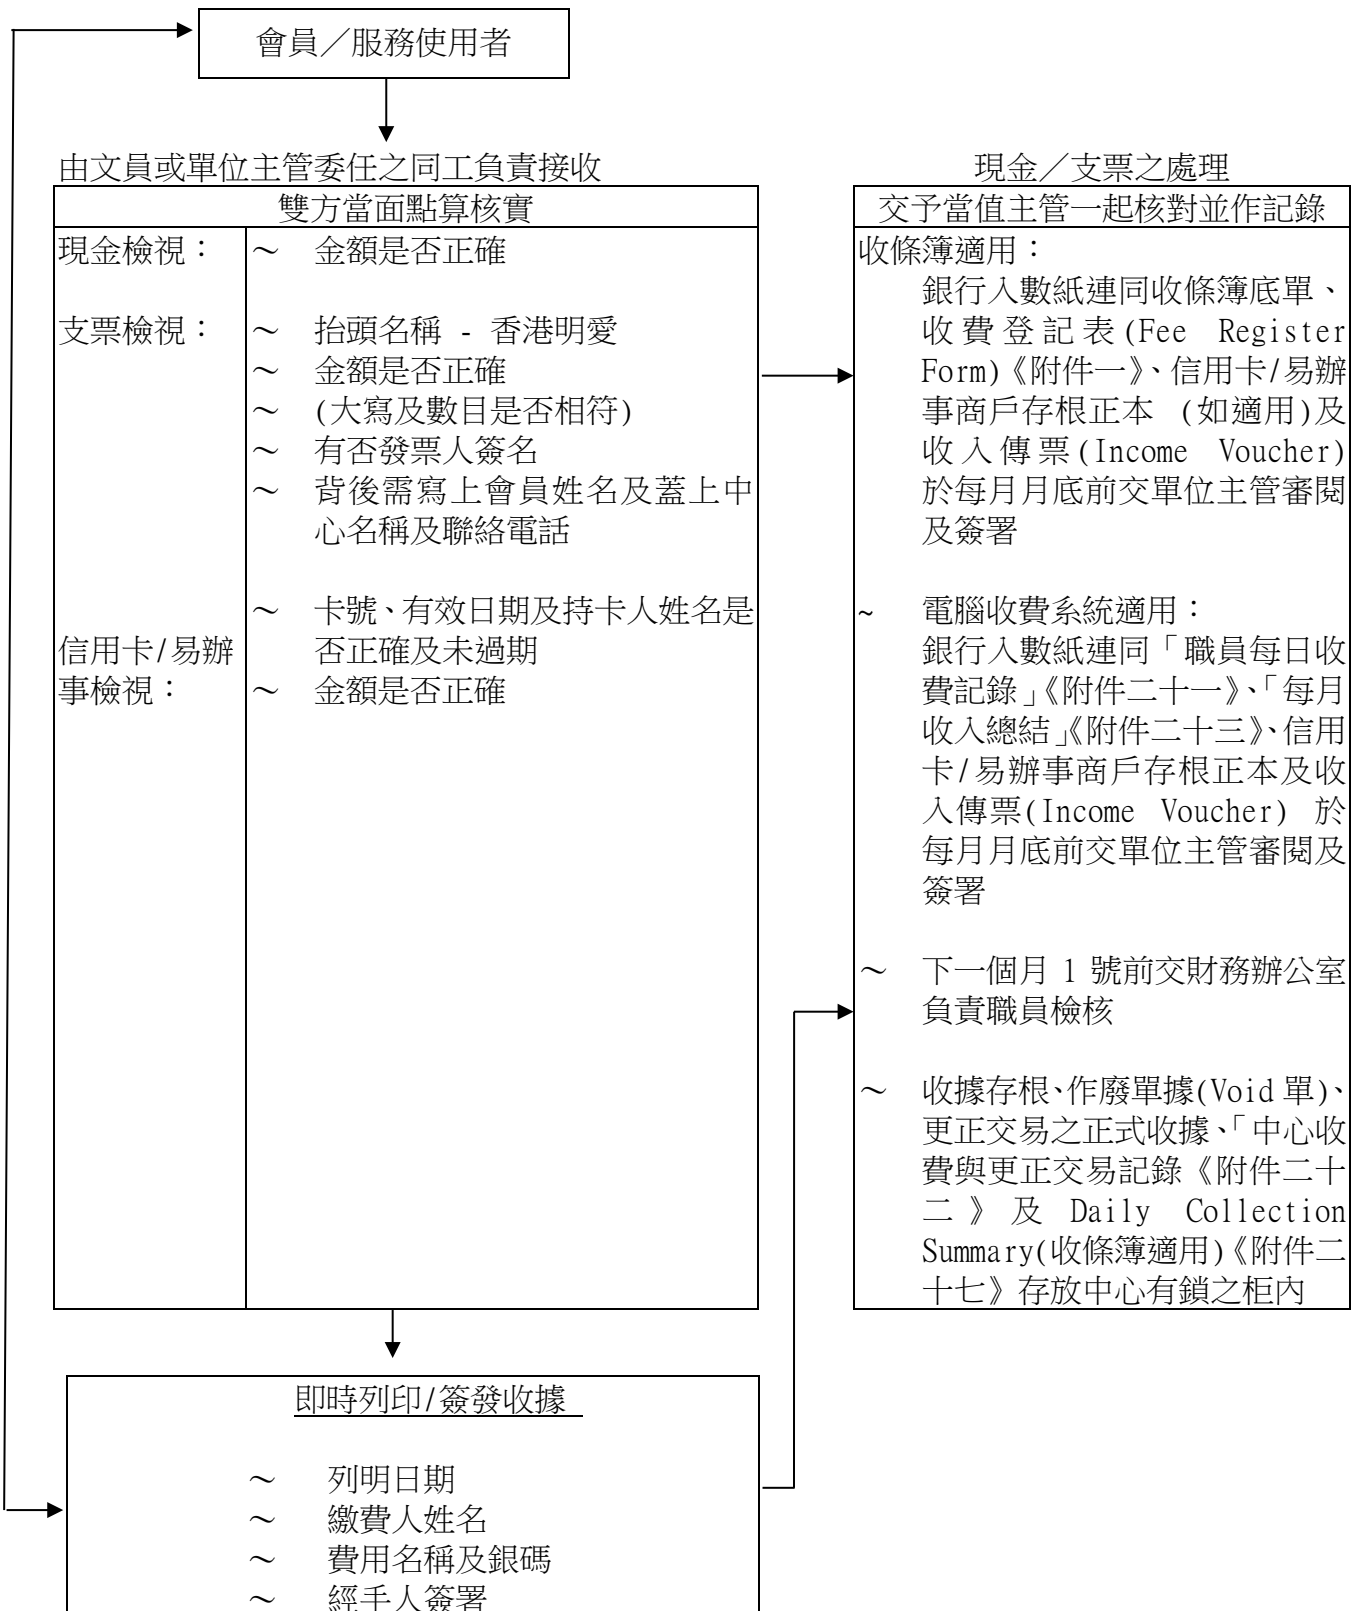 會員／服務使用者
由文員或單位主管委任之同工負責接收
雙方當面點算核實
現金檢視：
～ 金額是否正確
支票檢視：
～ 抬頭名稱 - 香港明愛
～ 金額是否正確
～ (大寫及數目是否相符)
～ 有否發票人簽名
～ 背後需寫上會員姓名及蓋上中
心名稱及聯絡電話
信用卡/易辦
事檢視：
～ 卡號、有效日期及持卡人姓名是
否正確及未過期
～ 金額是否正確
現金／支票之處理
交予當值主管一起核對並作記錄
收條簿適用：
銀行入數紙連同收條簿底單、
收費登記表(Fee Register
Form)《附件一》、信用卡/易辦
事商戶存根正本 (如適用)及
收入傳票(Income Voucher)
於每月月底前交單位主管審閱
及簽署
~ 電腦收費系統適用：
銀行入數紙連同「職員每日收
費記錄」《附件二十一》、「每月
收入總結」《附件二十三》、信用
卡/易辦事商戶存根正本及收
入傳票(Income Voucher) 於
每月月底前交單位主管審閱及
簽署
～ 下一個月 1 號前交財務辦公室
負責職員檢核
～ 收據存根、作廢單據(Void 單)、
更正交易之正式收據、「中心收
費與更正交易記錄《附件二十
二》及 Daily Collection
Summary(收條簿適用)《附件二
十七》存放中心有鎖之柜內
即時列印/簽發收據
～ 列明日期
～ 繳費人姓名
～ 費用名稱及銀碼
～ 經手人簽署